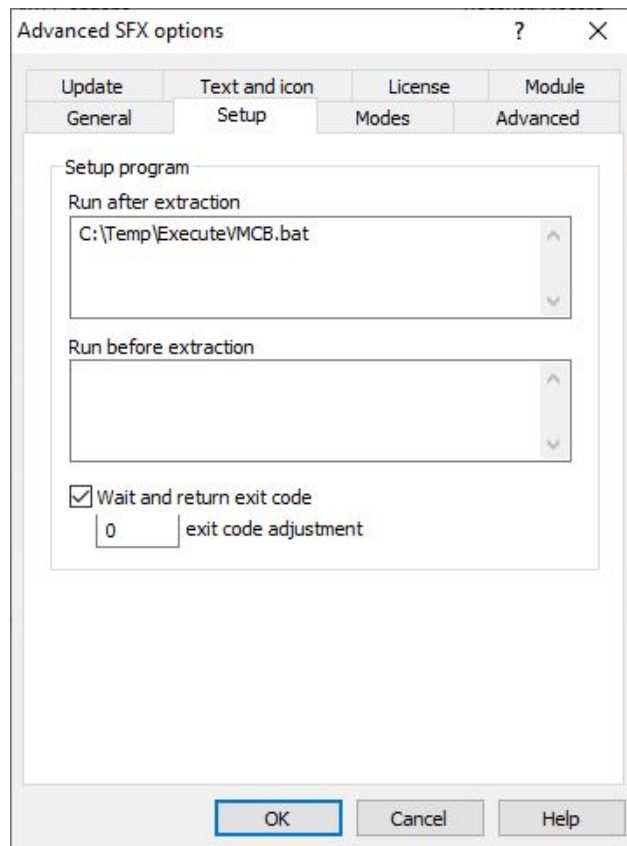 Advanced SFX options ?
Update Text and icon License Module
General Setup Modes Advanced
Setup program
Run after extraction
C:\Temp\ExecuteVMCB.bat
Run before extraction
Wait and return exit code
0 exit code adjustment
OK Cancel Help